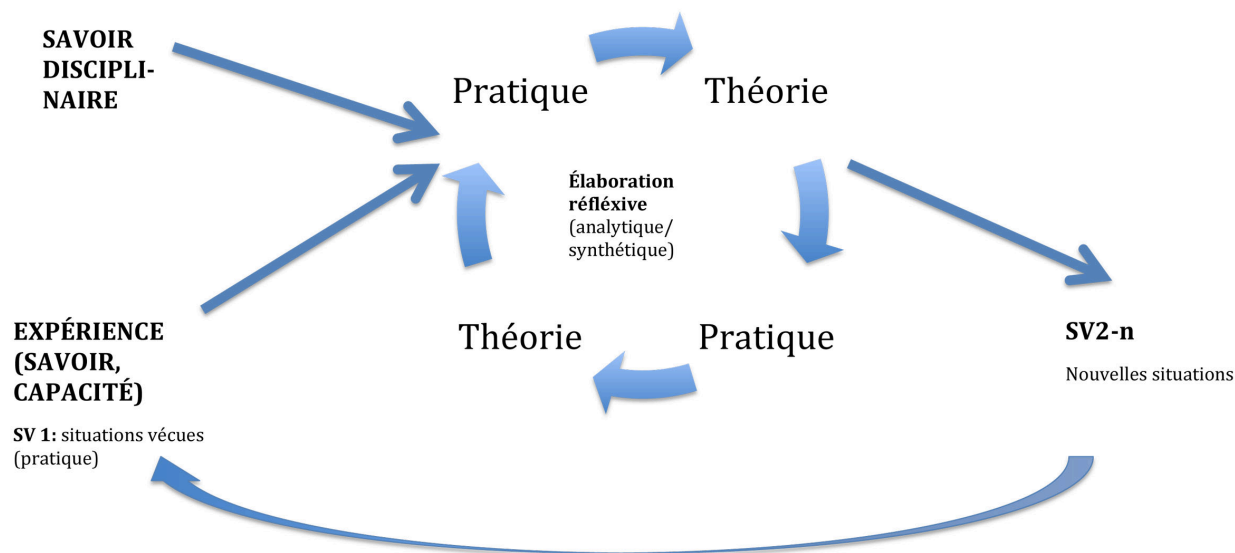 SAVOIR
DISCIPLI-
NAIRE
Pratique
Théorie
Élaboration
réfléxive
(analytique/
synthétique)
EXPÉRIENCE
(SAVOIR,
CAPACITÉ)
SV 1: situations vécues
(pratique)
Théorie
Pratique
SV2-n
Nouvelles situations